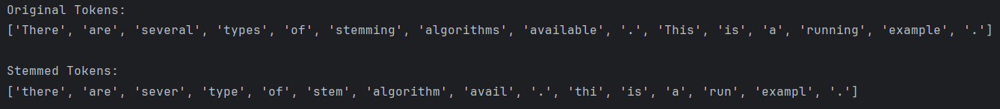 Original Tokens:
['There', 'are', 'several', 'types', 'of', 'stemming', 'algorithms', 'available', '.', 'This', 'is', 'a', 'running', 'example', '.']
Stemmed Tokens:
['there', 'are', 'sever', 'type', 'of', 'stem', 'algorithm', 'avail', '.', 'thi', 'is', 'a', 'run', 'exampl', '.']